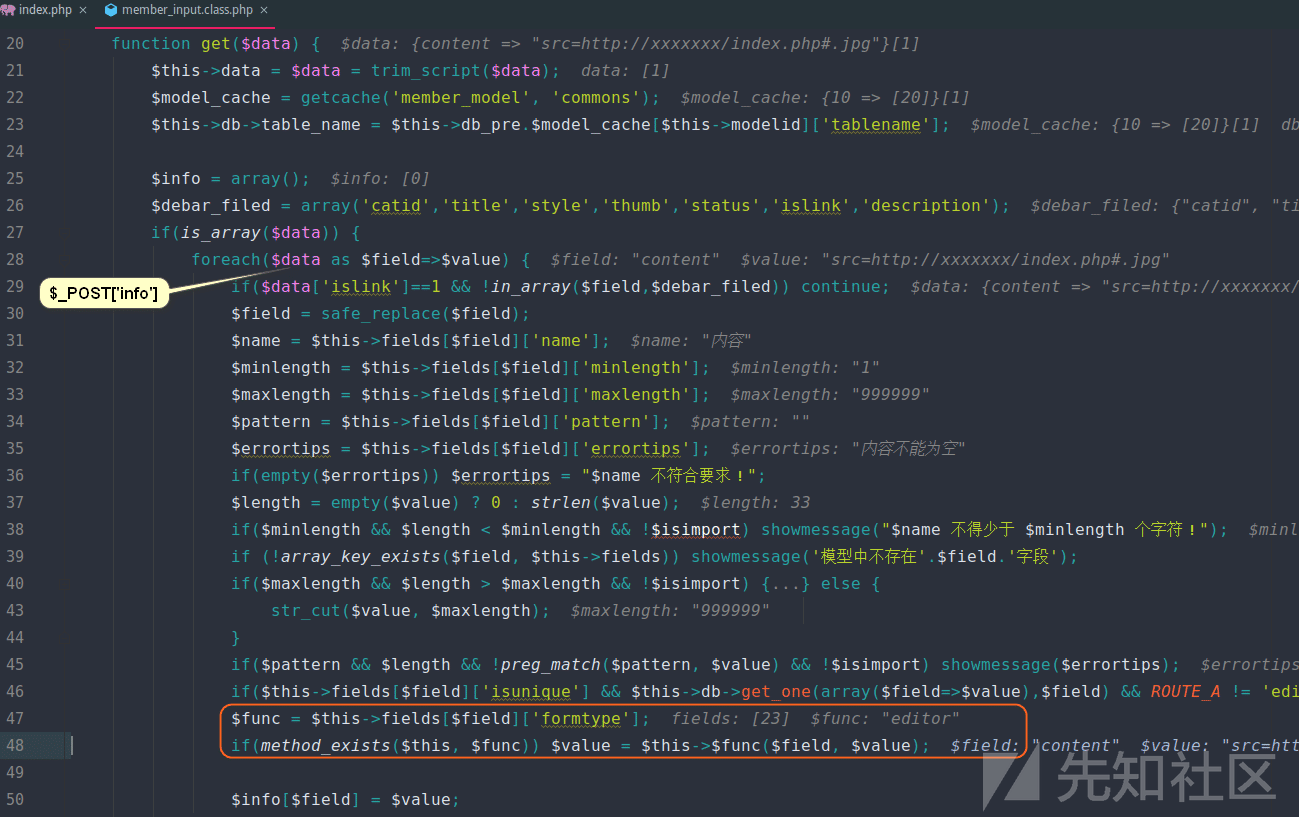 index.php × member_input.class.php ×
20 function get($data) { $data: {content => "src=http://xxxxxxx/index.php#.jpg"}[1]
21 $this->data = $data = trim_script($data); data: [1]
22 $model_cache = getcache('member_model', 'commons'); $model_cache: {10 => [20]}[1]
23 $this->db->table_name = $this->db_pre.$model_cache[$this->modelid]['tablename']; $model_cache: {10 => [20]}[1] db
24
25 $info = array(); $info: [0]
26 $debar_filed = array('catid','title','style','thumb','status','islink','description'); $debar_filed: {"catid", "ti
27 if(is_array($data)) {
28 foreach($data as $field=>$value) { $field: "content" $value: "src=http://xxxxxxx/index.php#.jpg"
$_POST['info']
29 if($data['islink']==1 && !in_array($field,$debar_filed)) continue; $data: {content => "src=http://xxxxxxx/
30 $field = safe_replace($field);
31 $name = $this->fields[$field]['name']; $name: "内容"
32 $minlength = $this->fields[$field]['minlength']; $minlength: "1"
33 $maxlength = $this->fields[$field]['maxlength']; $maxlength: "999999"
34 $pattern = $this->fields[$field]['pattern']; $pattern: ""
35 $errortips = $this->fields[$field]['errortips']; $errortips: "内容不能为空"
36 if(empty($errortips)) $errortips = "$name 不符合要求！";
37 $length = empty($value) ? 0 : strlen($value); $length: 33
38 if($minlength && $length < $minlength && !$isimport) showmessage("$name 不得少于 $minlength 个字符！"); $minl
39 if (!array_key_exists($field, $this->fields)) showmessage('模型中不存在'.$field.'字段');
40 if($maxlength && $length > $maxlength && !$isimport) {...} else {
43 str_cut($value, $maxlength); $maxlength: "999999"
44 }
45 if($pattern && $length && !preg_match($pattern, $value) && !$isimport) showmessage($errortips); $errortips
46 if($this->fields[$field]['isunique'] && $this->db->get_one(array($field=>$value),$field) && ROUTE_A != 'edi
47 $func = $this->fields[$field]['formtype']; fields: [23] $func: "editor"
48 if(method_exists($this, $func)) $value = $this->$func($field, $value); $field: "content" $value: "src=htt
49
50 $info[$field] = $value;
先知社区